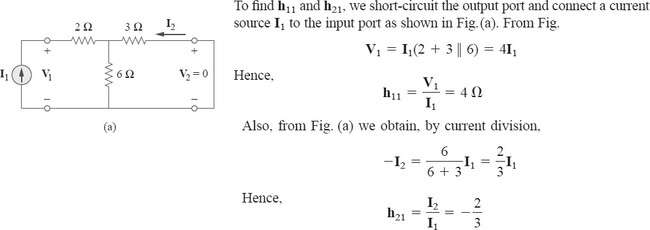 2 Ω
3 Ω
I₂
+
+
I₁
V₁
6 Ω
V₂ = 0
−
−
(a)
To find h₁₁ and h₂₁, we short-circuit the output port and connect a current
source I₁ to the input port as shown in Fig.(a). From Fig.
V₁ = I₁(2 + 3 ∥ 6) = 4I₁
Hence,
h₁₁ = V₁/I₁ = 4 Ω
Also, from Fig. (a) we obtain, by current division,
−I₂ = 6/(6 + 3) I₁ = 2/3 I₁
Hence,
h₂₁ = I₂/I₁ = −2/3